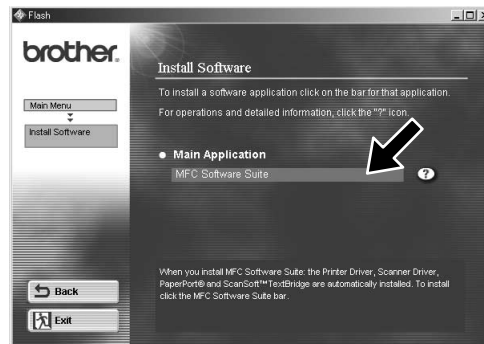 Flash
brother.
Main Menu
Install Software
Install Software
To install a software application click on the bar for that application.
For operations and detailed information, click the "?" icon.
Main Application
MFC Software Suite
?
When you install MFC Software Suite: the Printer Driver, Scanner Driver,
PaperPort® and ScanSoft™TextBridge are automatically installed. To install
click the MFC Software Suite bar.
Back
Exit